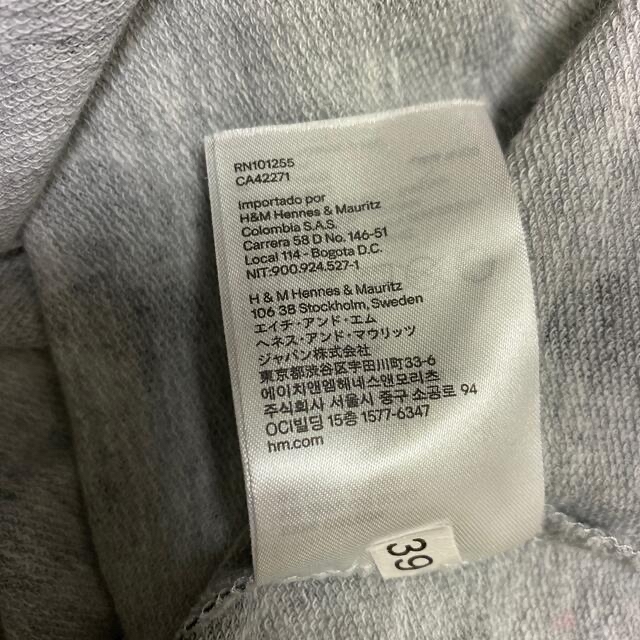 RN101255
CA42271
Importado por
H&M Hennes & Mauritz
Colombia S.A.S.
Carrera 58 D No. 146-51
Local 114 - Bogota D.C.
NIT:900.924.527-1
H & M Hennes & Mauritz
106 38 Stockholm, Sweden
エイチ・アンド・エム
ヘネス・アンド・マウリッツ
ジャパン株式会社
東京都渋谷区宇田川町33-6
에이치앤엠헤네스앤모리츠
주식회사 서울시 중구 소공로 94
OCI빌딩 15층 1577-6347
hm.com
39